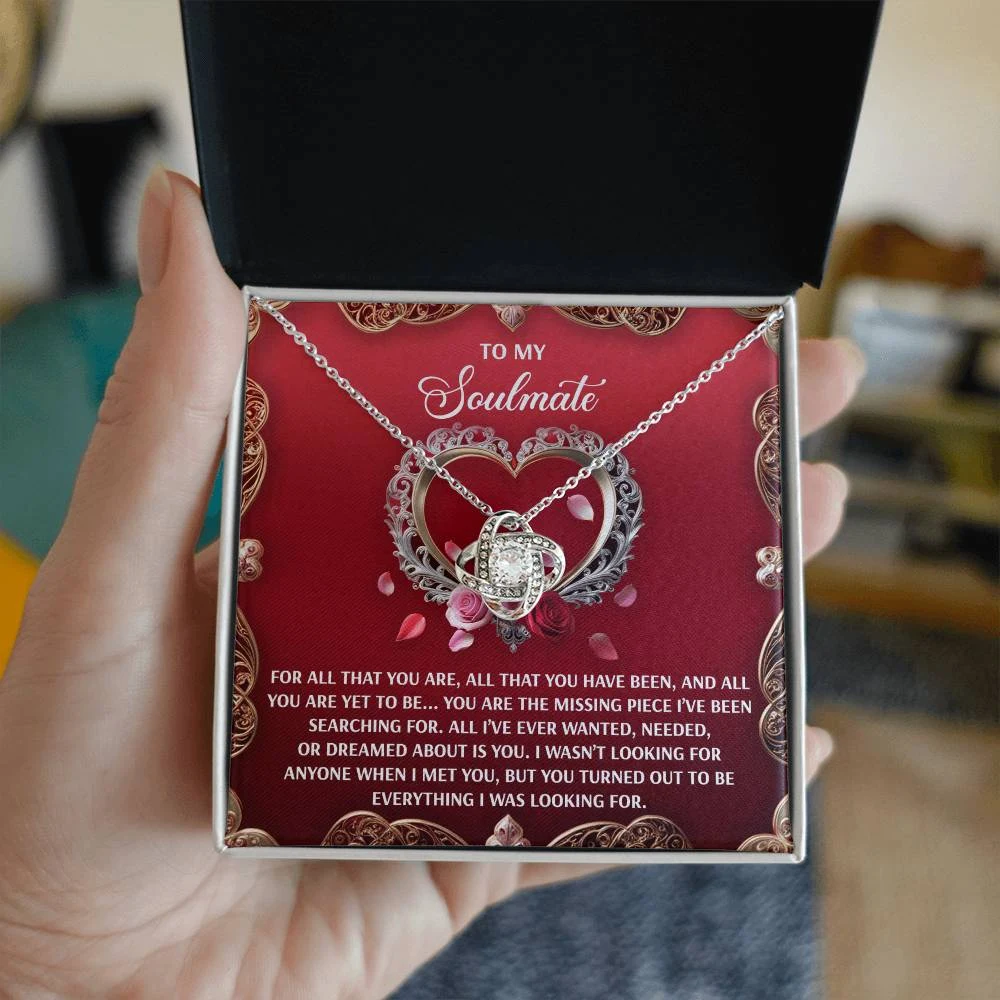 TO MY
Soulmate
FOR ALL THAT YOU ARE, ALL THAT YOU HAVE BEEN, AND ALL
YOU ARE YET TO BE... YOU ARE THE MISSING PIECE I’VE BEEN
SEARCHING FOR. ALL I’VE EVER WANTED, NEEDED,
OR DREAMED ABOUT IS YOU. I WASN’T LOOKING FOR
ANYONE WHEN I MET YOU, BUT YOU TURNED OUT TO BE
EVERYTHING I WAS LOOKING FOR.